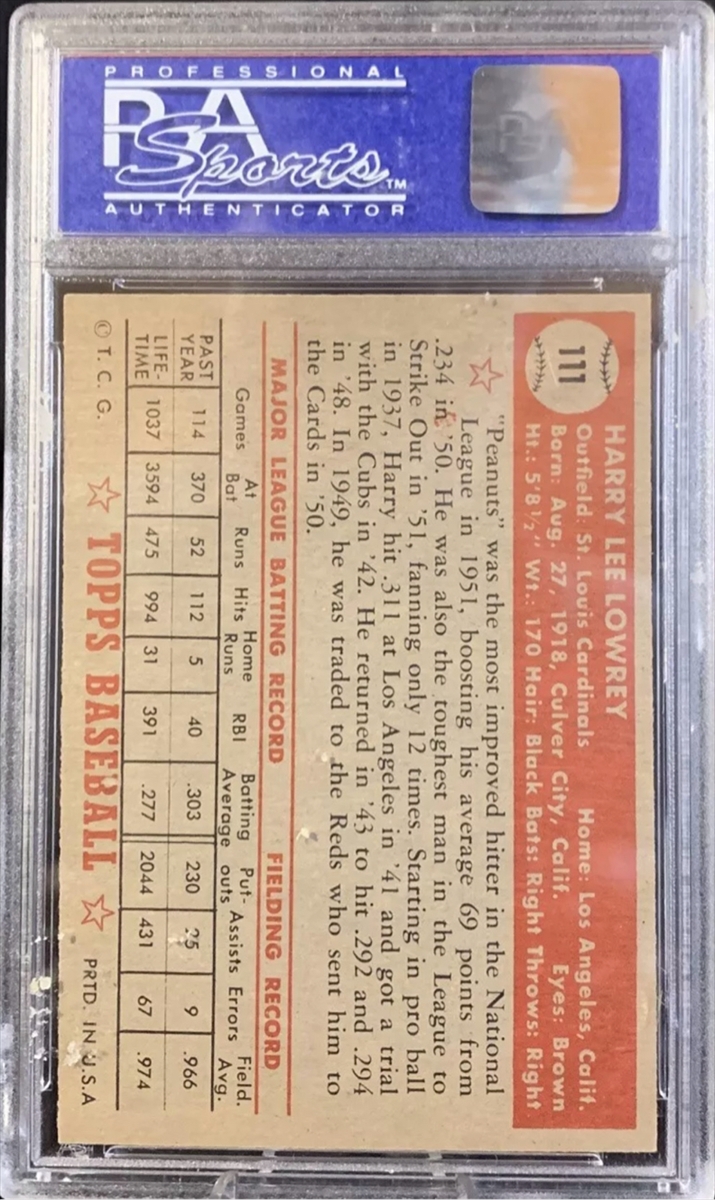 PROFESSIONAL
PSA
Sports™
AUTHENTICATOR
111
HARRY LEE LOWREY
Outfield: St. Louis Cardinals Home: Los Angeles, Calif.
Born: Aug. 27, 1918, Culver City, Calif. Eyes: Brown
Ht.: 5'8½" Wt.: 170 Hair: Black Bats: Right Throws: Right
"Peanuts" was the most improved hitter in the National
League in 1951, boosting his average 69 points from
.234 in '50. He was also the toughest man in the League to
Strike Out in '51, fanning only 12 times. Starting in pro ball
in 1937, Harry hit .311 at Los Angeles in '41 and got a trial
with the Cubs in '42. He returned in '43 to hit .292 and .294
in '48. In 1949, he was traded to the Reds who sent him to
the Cards in '50.
MAJOR LEAGUE BATTING RECORD FIELDING RECORD
Games At Bat Runs Hits Home Runs RBI Batting Average Put-outs Assists Errors Field. Avg.
PAST YEAR 114 370 52 112 5 40 .303 230 25 9 .966
LIFE-TIME 1037 3594 475 994 31 391 .277 2044 431 67 .974
© T. C. G. ☆ TOPPS BASEBALL ☆ PRTD. IN U.S.A